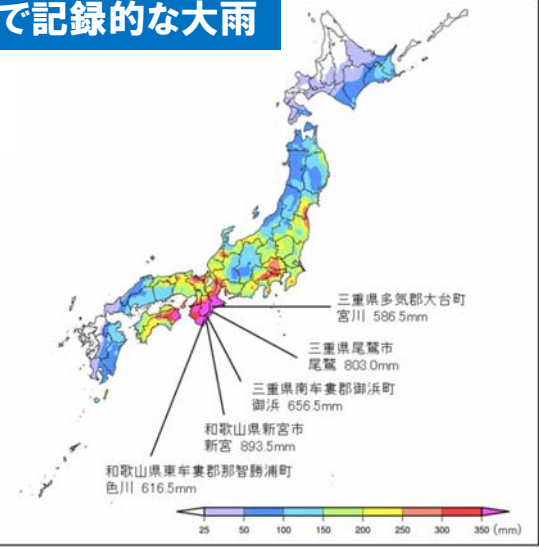 で記録的な大雨
三重県多気郡大台町
宮川 586.5mm
三重県尾鷲市
尾鷲 803.0mm
三重県南牟婁郡御浜町
御浜 656.5mm
和歌山県新宮市
新宮 893.5mm
和歌山県東牟婁郡那智勝浦町
色川 616.5mm
25 50 100 150 200 250 300 350 (mm)